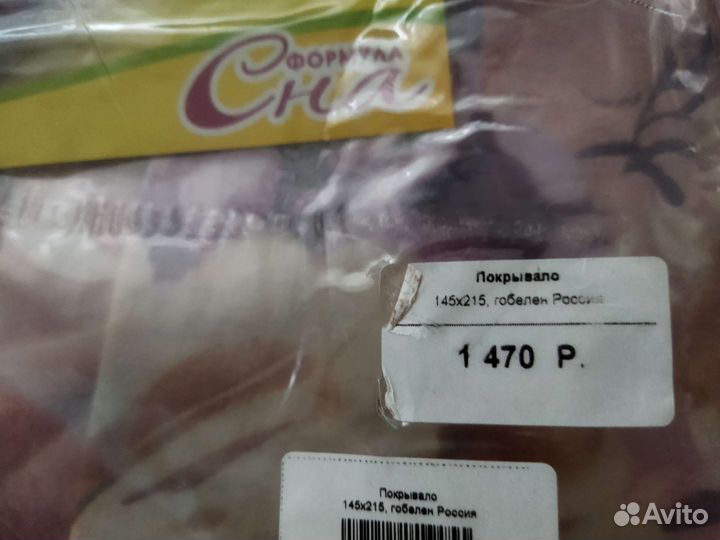 ФОРМУЛА
Сна
Покрывало
145x215, гобелен Россия
1 470 Р.
Покрывало
145x215, гобелен Россия
Avito